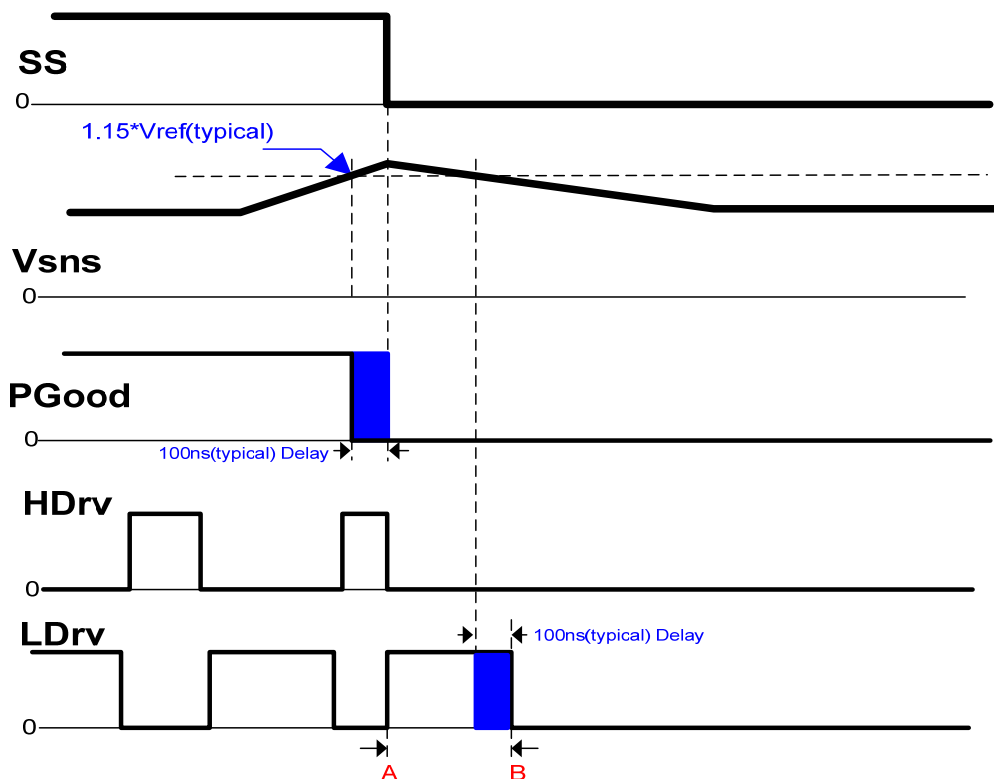 SS
0
1.15*Vref(typical)
Vsns
0
PGood
0
100ns(typical) Delay
HDrv
0
LDrv
100ns(typical) Delay
0
A B